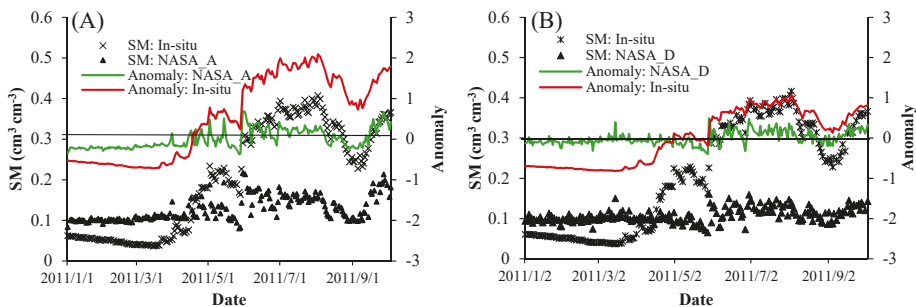 (A)
SM: In-situ
SM: NASA_A
Anomaly: NASA_A
Anomaly: In-situ
SM (cm³ cm⁻³)
0.6
0.5
0.4
0.3
0.2
0.1
0
3
2
1
0
-1
-2
-3
Anomaly
2011/1/1 2011/3/1 2011/5/1 2011/7/1 2011/9/1
Date
(B)
SM: In-situ
SM: NASA_D
Anomaly: NASA_D
Anomaly: In-situ
SM (cm³ cm⁻³)
0.6
0.5
0.4
0.3
0.2
0.1
0
3
2
1
0
-1
-2
-3
Anomaly
2011/1/2 2011/3/2 2011/5/2 2011/7/2 2011/9/2
Date